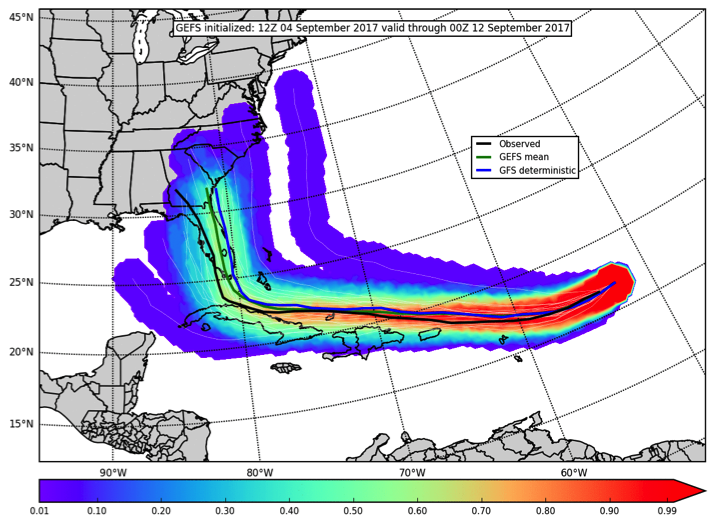 45°N
GEFS initialized: 12Z 04 September 2017 valid through 00Z 12 September 2017
40°N
Observed
GEFS mean
GFS deterministic
35°N
30°N
25°N
20°N
15°N
90°W 80°W 70°W 60°W
0.01 0.10 0.20 0.30 0.40 0.50 0.60 0.70 0.80 0.90 0.99